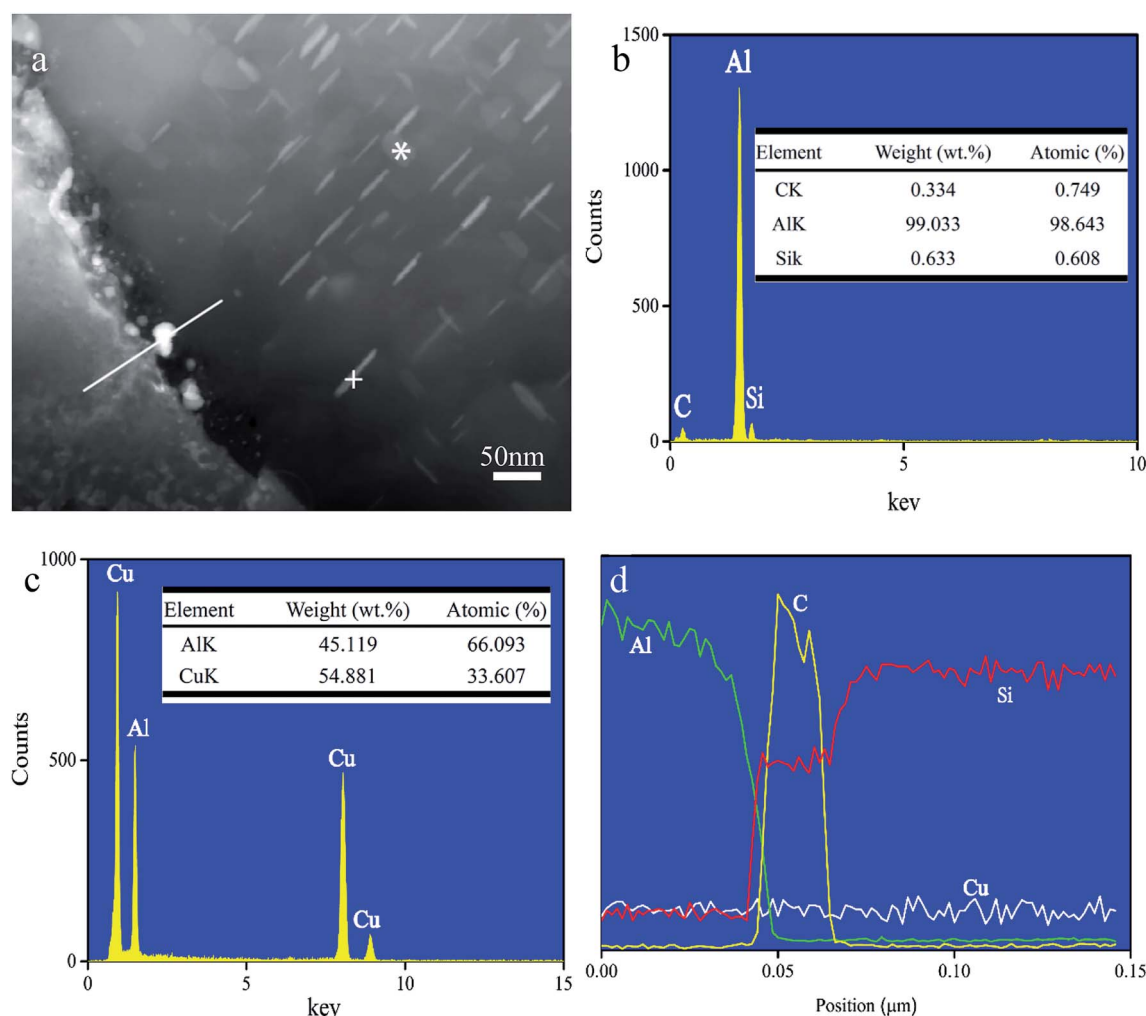 a
*
+
50nm
b
1500
1000
500
0
Counts
Al
C
Si
Element Weight (wt.%) Atomic (%)
CK 0.334 0.749
AlK 99.033 98.643
Sik 0.633 0.608
0 5 10
kev
c
1000
500
0
Counts
Cu
Al
Cu
Cu
Element Weight (wt.%) Atomic (%)
AlK 45.119 66.093
CuK 54.881 33.607
0 5 10 15
kev
d
Al
C
Si
Cu
0.00 0.05 0.10 0.15
Position (μm)